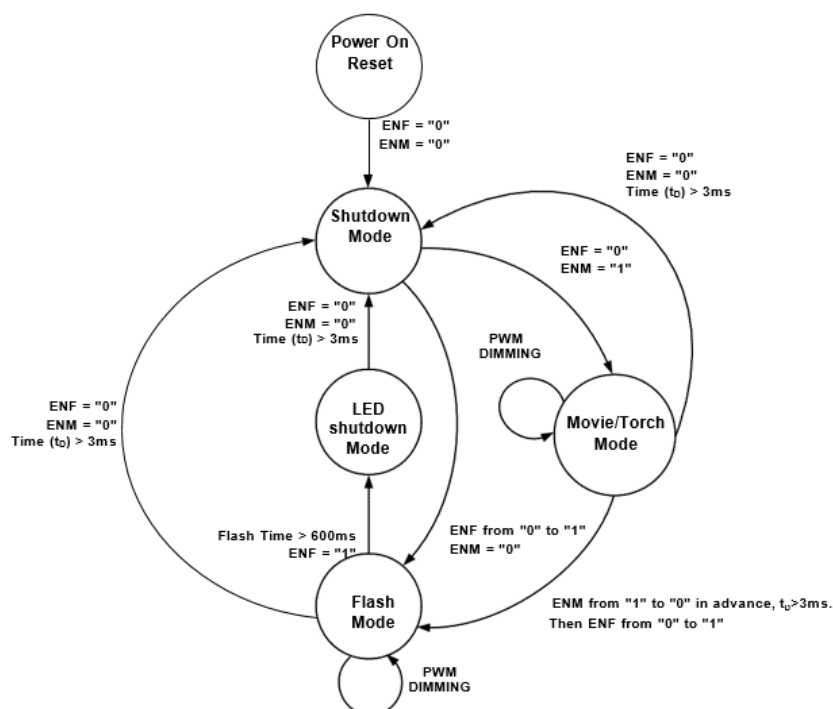 Power On
Reset
ENF = "0"
ENM = "0"
ENF = "0"
ENM = "0"
Time (tD) > 3ms
Shutdown
Mode
ENF = "0"
ENM = "1"
ENF = "0"
ENM = "0"
Time (tD) > 3ms
PWM
DIMMING
ENF = "0"
ENM = "0"
Time (tD) > 3ms
LED
shutdown
Mode
Movie/Torch
Mode
Flash Time > 600ms
ENF = "1"
ENF from "0" to "1"
ENM = "0"
Flash
Mode
ENM from "1" to "0" in advance, tD>3ms.
Then ENF from "0" to "1"
PWM
DIMMING